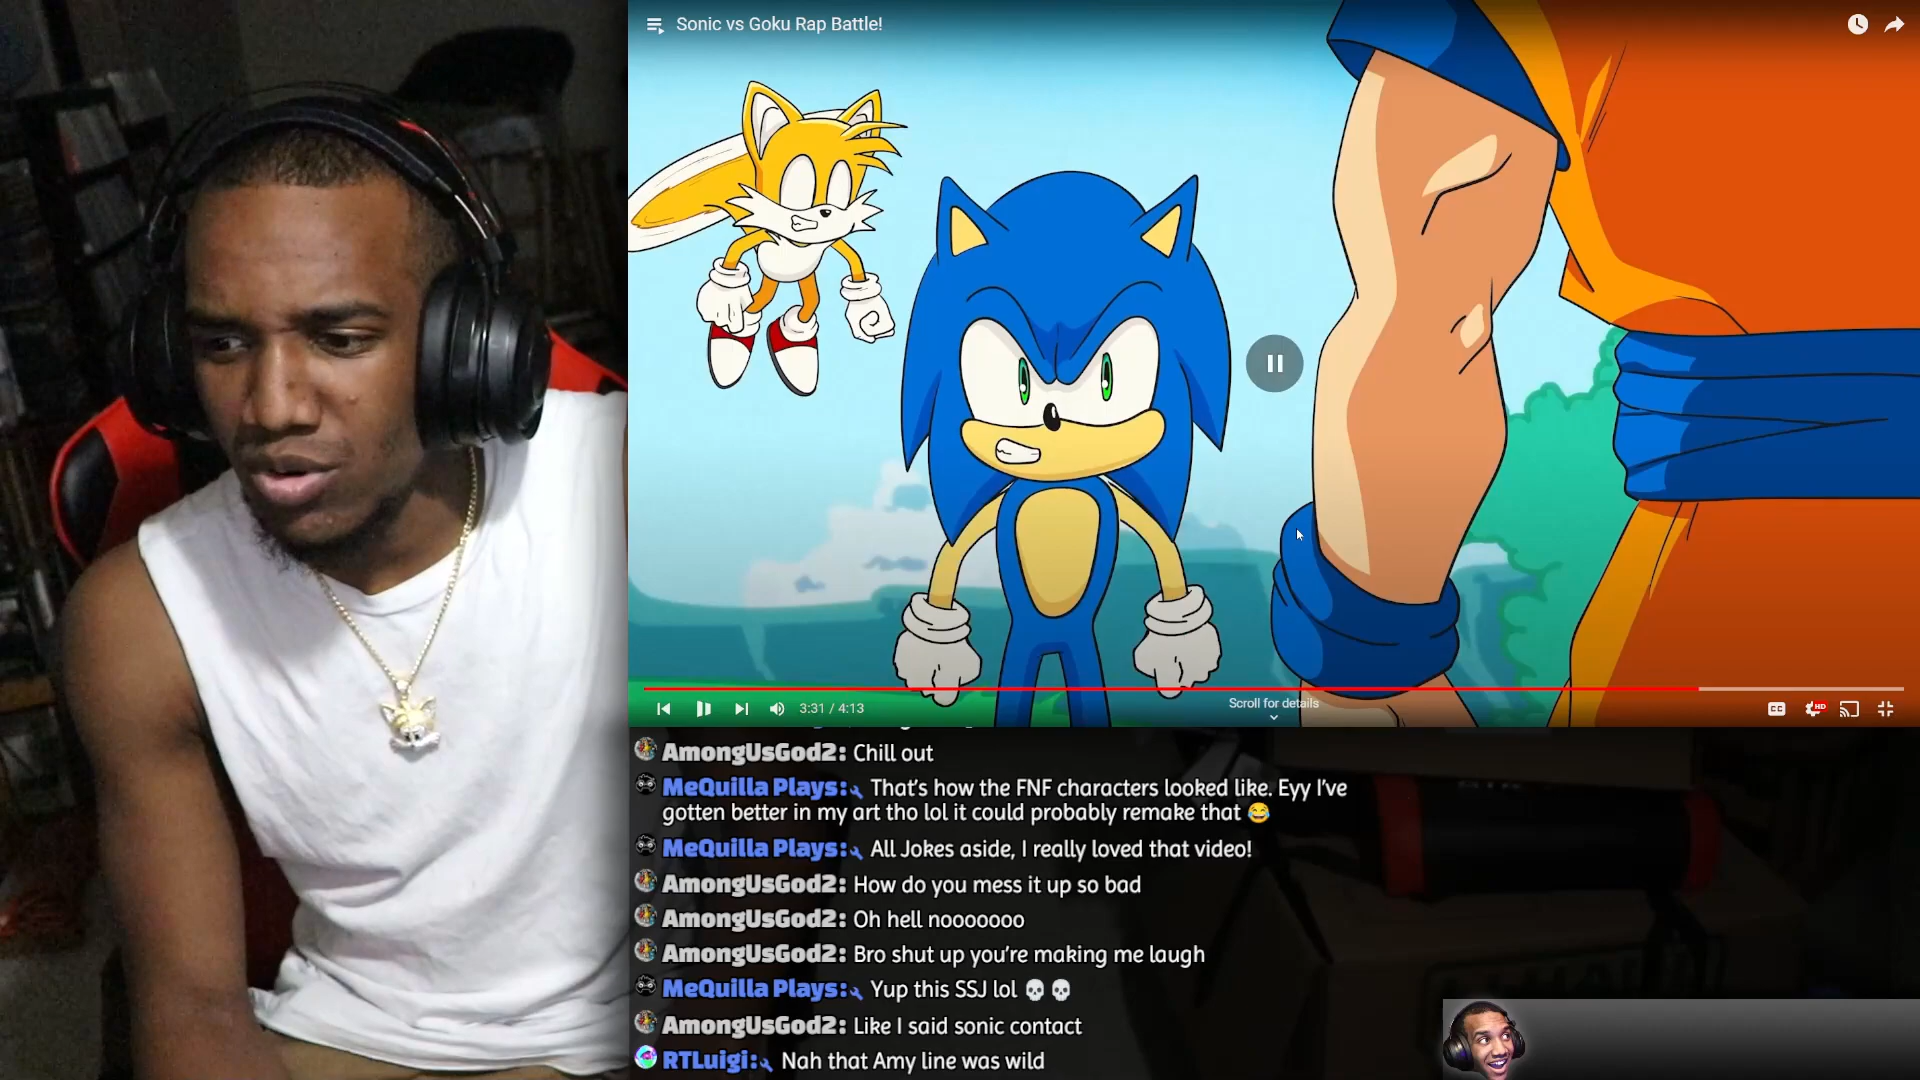 Sonic vs Goku Rap Battle!
3:31 / 4:13
Scroll for details
CC
HD
AmongUsGod2: Chill out
MeQuilla Plays: That's how the FNF characters looked like. Eyy I've
gotten better in my art tho lol it could probably remake that 😂
MeQuilla Plays: All Jokes aside, I really loved that video!
AmongUsGod2: How do you mess it up so bad
AmongUsGod2: Oh hell nooooooo
AmongUsGod2: Bro shut up you're making me laugh
MeQuilla Plays: Yup this SSJ lol 💀💀
AmongUsGod2: Like I said sonic contact
RTLuigi: Nah that Amy line was wild